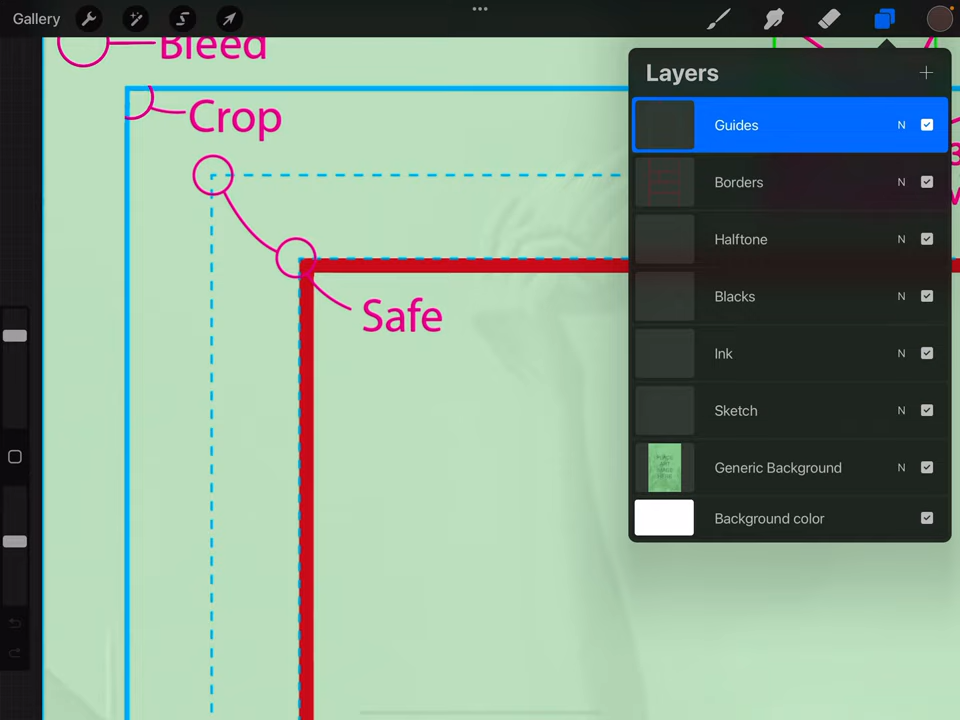 Gallery
Bleed
Crop
Safe
Layers
Guides N
Borders N
Halftone N
Blacks N
Ink N
Sketch N
Generic Background N
Background color